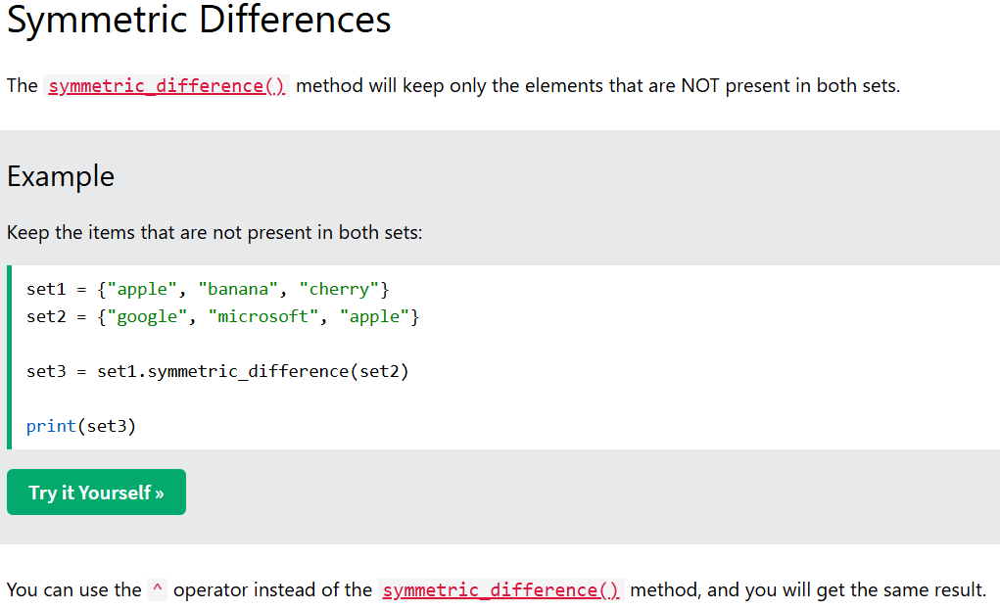 Symmetric Differences
The symmetric_difference() method will keep only the elements that are NOT present in both sets.
Example
Keep the items that are not present in both sets:
set1 = {"apple", "banana", "cherry"}
set2 = {"google", "microsoft", "apple"}
set3 = set1.symmetric_difference(set2)
print(set3)
Try it Yourself »
You can use the ^ operator instead of the symmetric_difference() method, and you will get the same result.